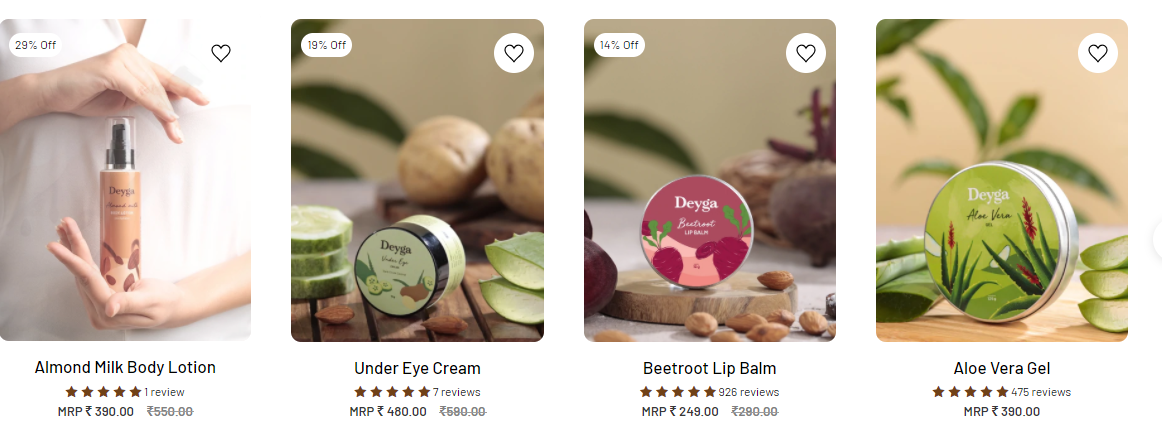 29% Off
19% Off
14% Off
Deyga
Almond milk
Deyga
Under Eye
CREAM
Deyga
Beetroot
LIP BALM
Deyga
Aloe Vera
GEL
Almond Milk Body Lotion
1 review
MRP ₹ 390.00 ₹550.00
Under Eye Cream
7 reviews
MRP ₹ 480.00 ₹590.00
Beetroot Lip Balm
926 reviews
MRP ₹ 249.00 ₹290.00
Aloe Vera Gel
475 reviews
MRP ₹ 390.00